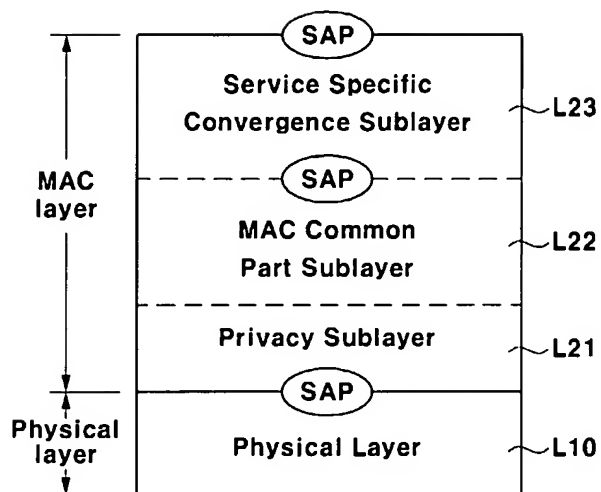 SAP
Service Specific
Convergence Sublayer
L23
MAC
layer
SAP
MAC Common
Part Sublayer
L22
Privacy Sublayer
L21
SAP
Physical
layer
Physical Layer
L10